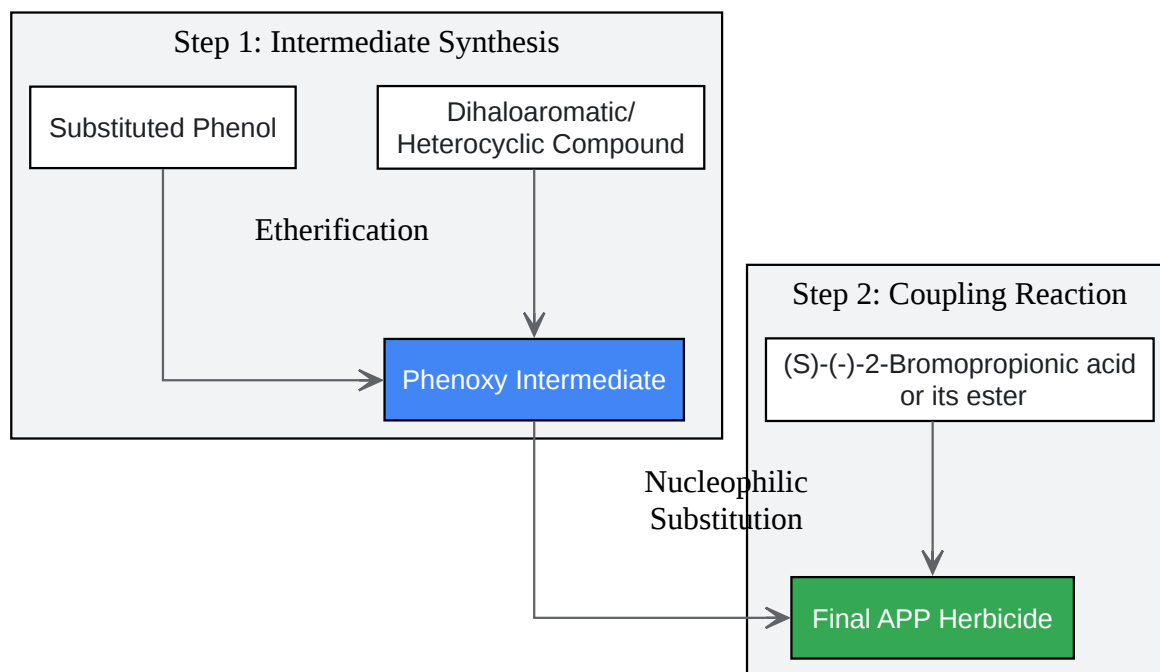 Step 1: Intermediate Synthesis
Substituted Phenol
Dihaloaromatic/
Heterocyclic Compound
Etherification
Phenoxy Intermediate
Step 2: Coupling Reaction
(S)-(-)-2-Bromopropionic acid
or its ester
Nucleophilic
Substitution
Final APP Herbicide